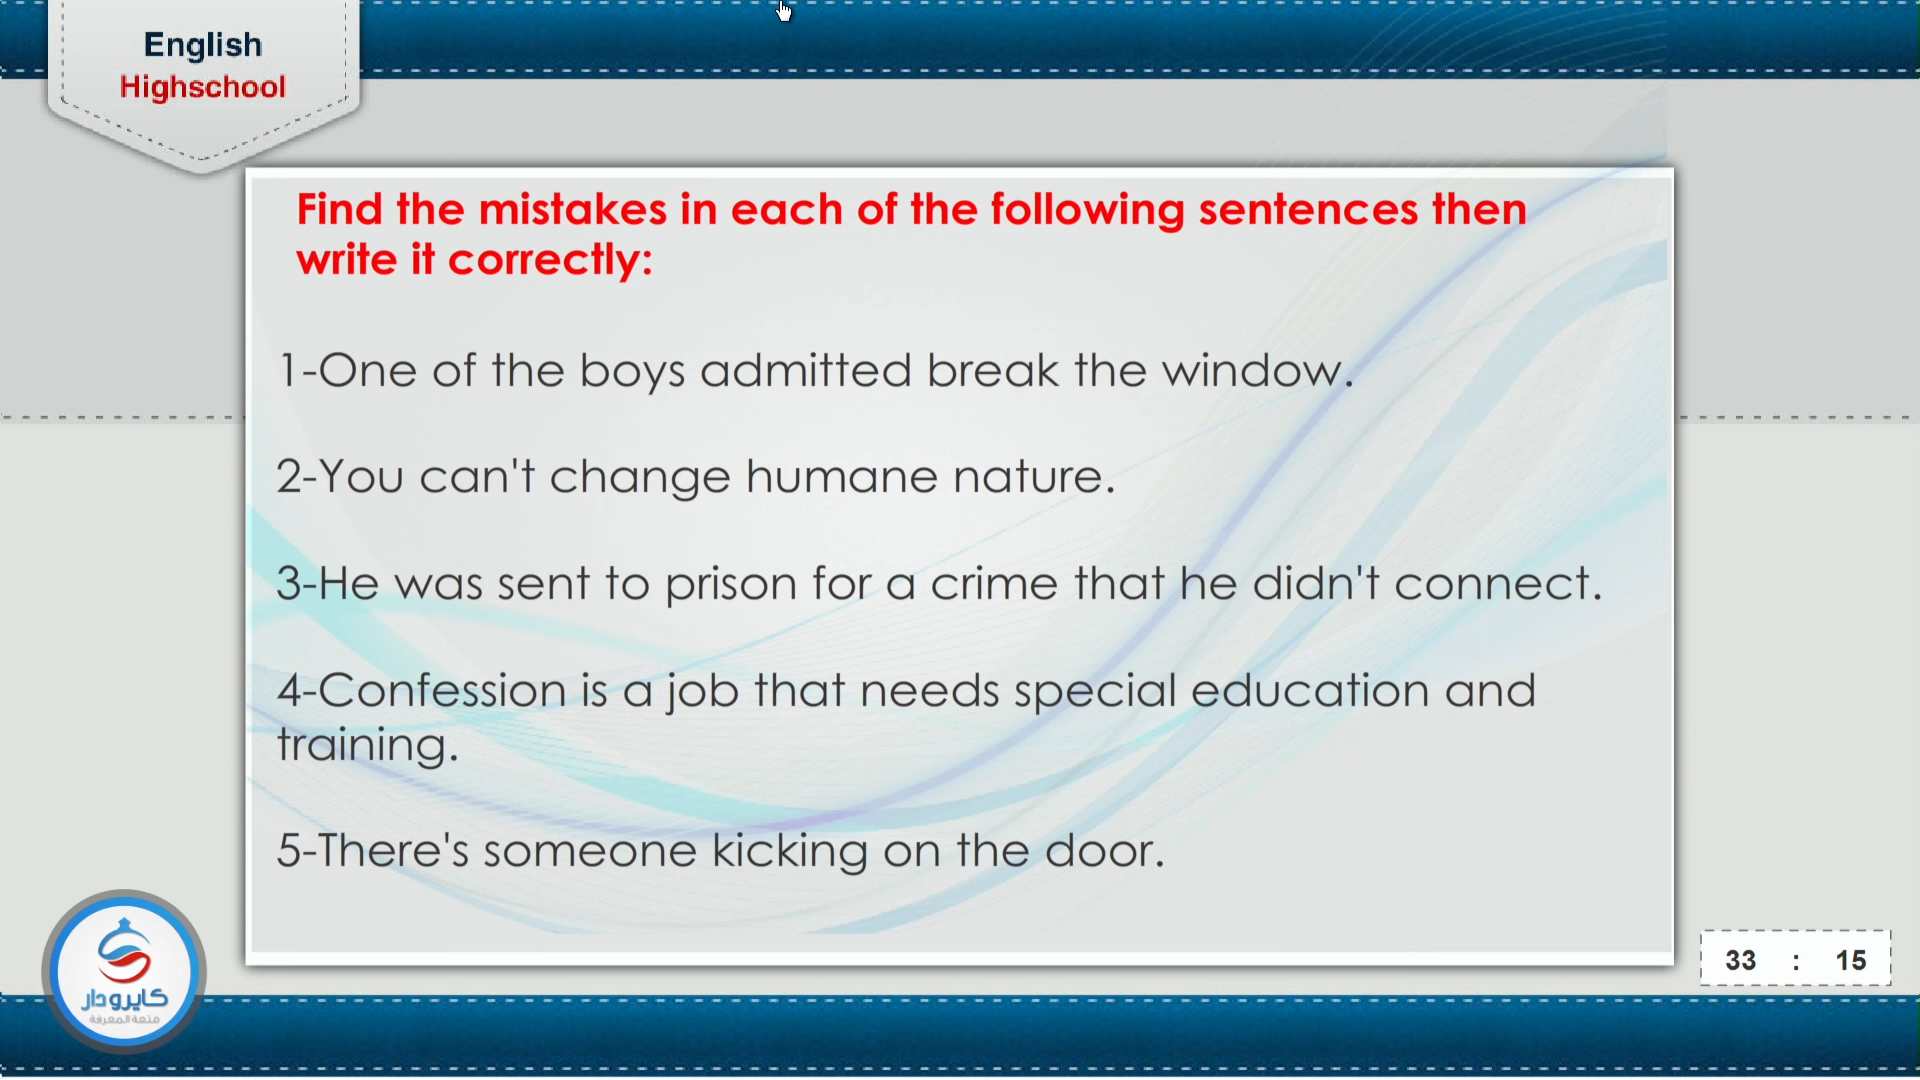 English
Highschool
Find the mistakes in each of the following sentences then
write it correctly:
1-One of the boys admitted break the window.
2-You can't change humane nature.
3-He was sent to prison for a crime that he didn't connect.
4-Confession is a job that needs special education and
training.
5-There's someone kicking on the door.
33 : 15
كايرودار
متعة المعرفة